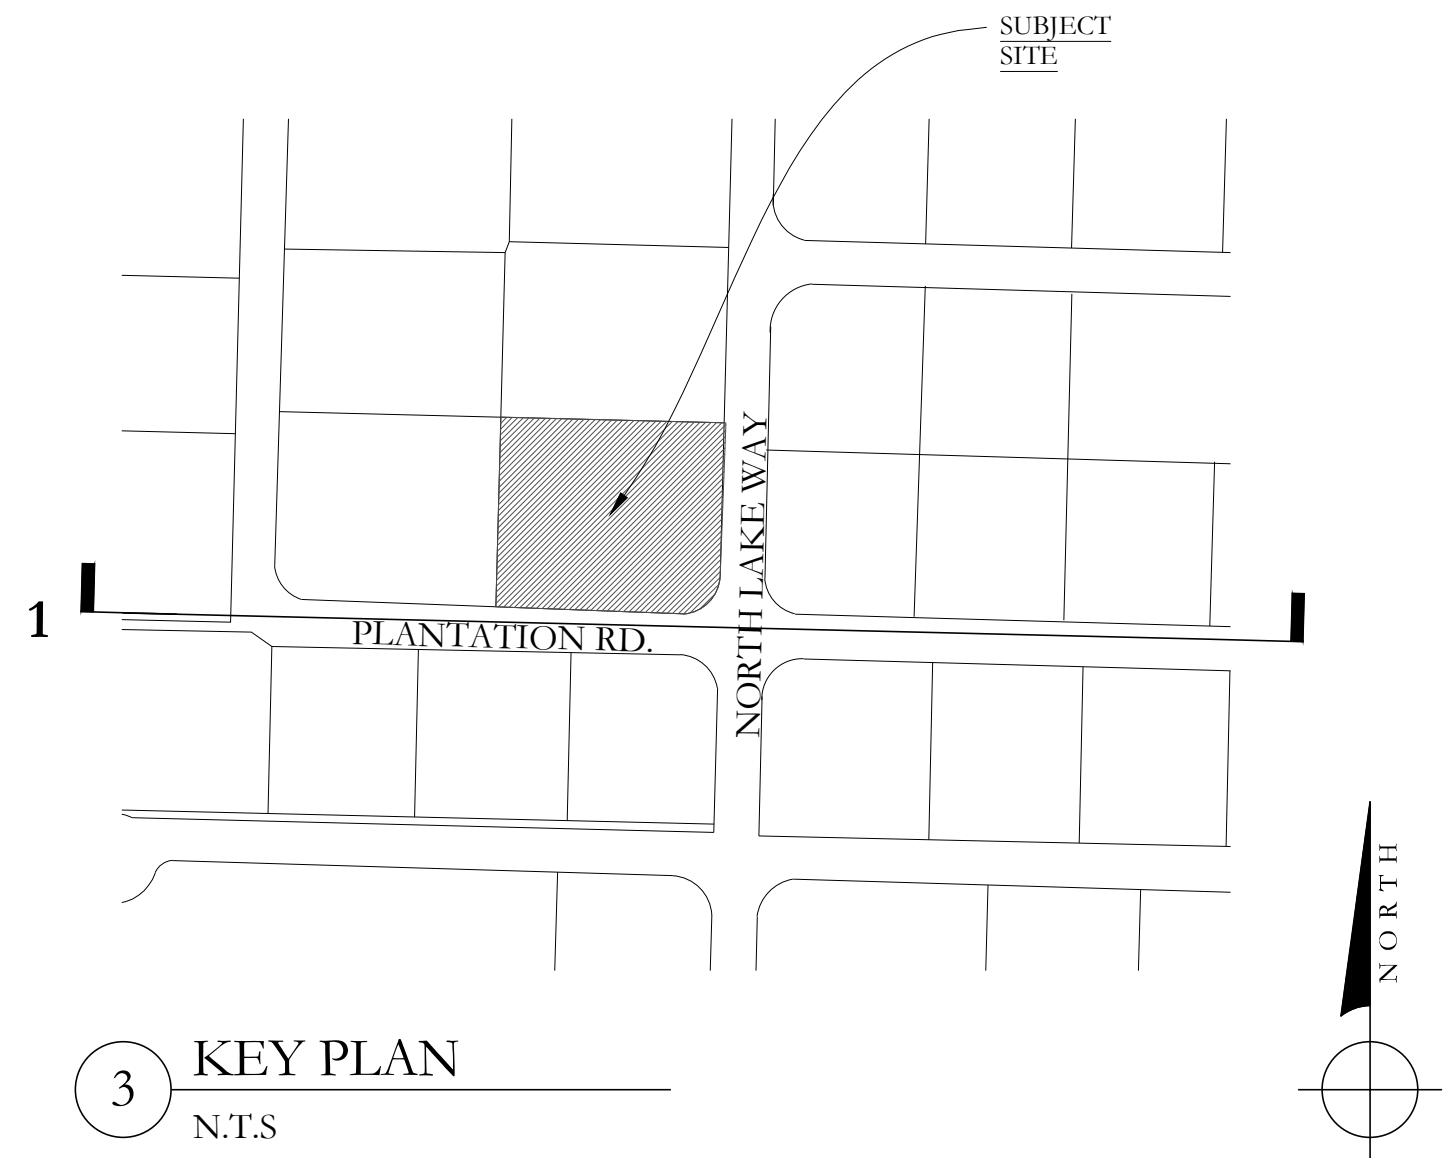 SUBJECT
SITE
NORTH LAKE WAY
1
PLANTATION RD.
NORTH
3
KEY PLAN
N.T.S